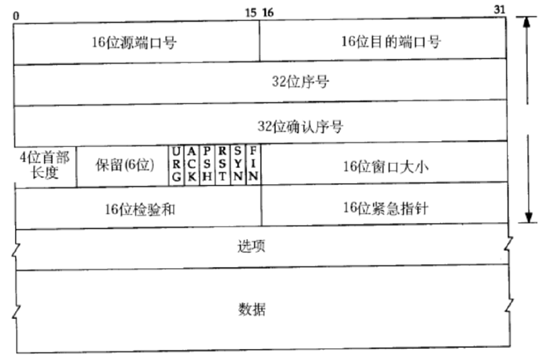 0 15 16 31
16位源端口号 16位目的端口号
32位序号
32位确认序号
4位首部长度 保留(6位) URG ACK PSH RST SYN FIN 16位窗口大小
16位检验和 16位紧急指针
选项
数据